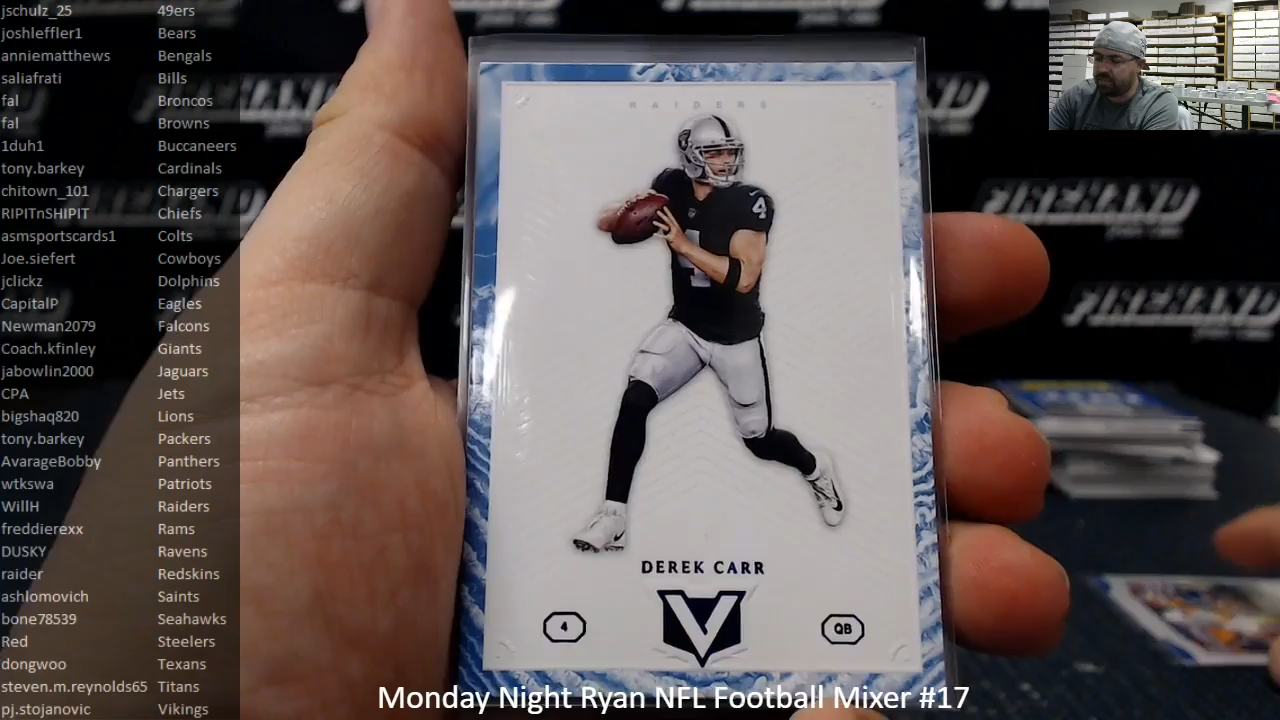 jschulz_25 49ers
joshleffler1 Bears
anniematthews Bengals
saliafrati Bills
fal Broncos
fal Browns
1duh1 Buccaneers
tony.barkey Cardinals
chitown_101 Chargers
RIPITnSHIPIT Chiefs
asmsportscards1 Colts
Joe.siefert Cowboys
jclickz Dolphins
CapitalP Eagles
Newman2079 Falcons
Coach.kfinley Giants
jabowlin2000 Jaguars
CPA Jets
bigshaq820 Lions
tony.barkey Packers
AvarageBobby Panthers
wtkswa Patriots
WillH Raiders
freddierexx Rams
DUSKY Ravens
raider Redskins
ashlomovich Saints
bone78539 Seahawks
Red Steelers
dongwoo Texans
steven.m.reynolds65 Titans
pj.stojanovic Vikings
RAIDERS
4
4
DEREK CARR
V
4 QB
FIREHAND
FIREHAND
Monday Night Ryan NFL Football Mixer #17